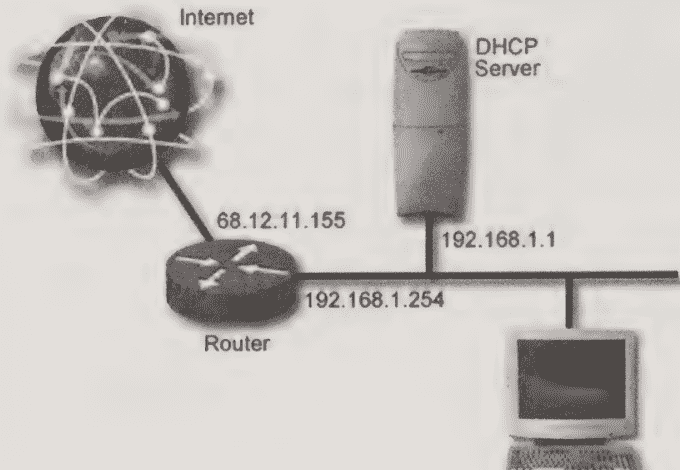 Internet
DHCP
Server
68.12.11.155
192.168.1.1
192.168.1.254
Router